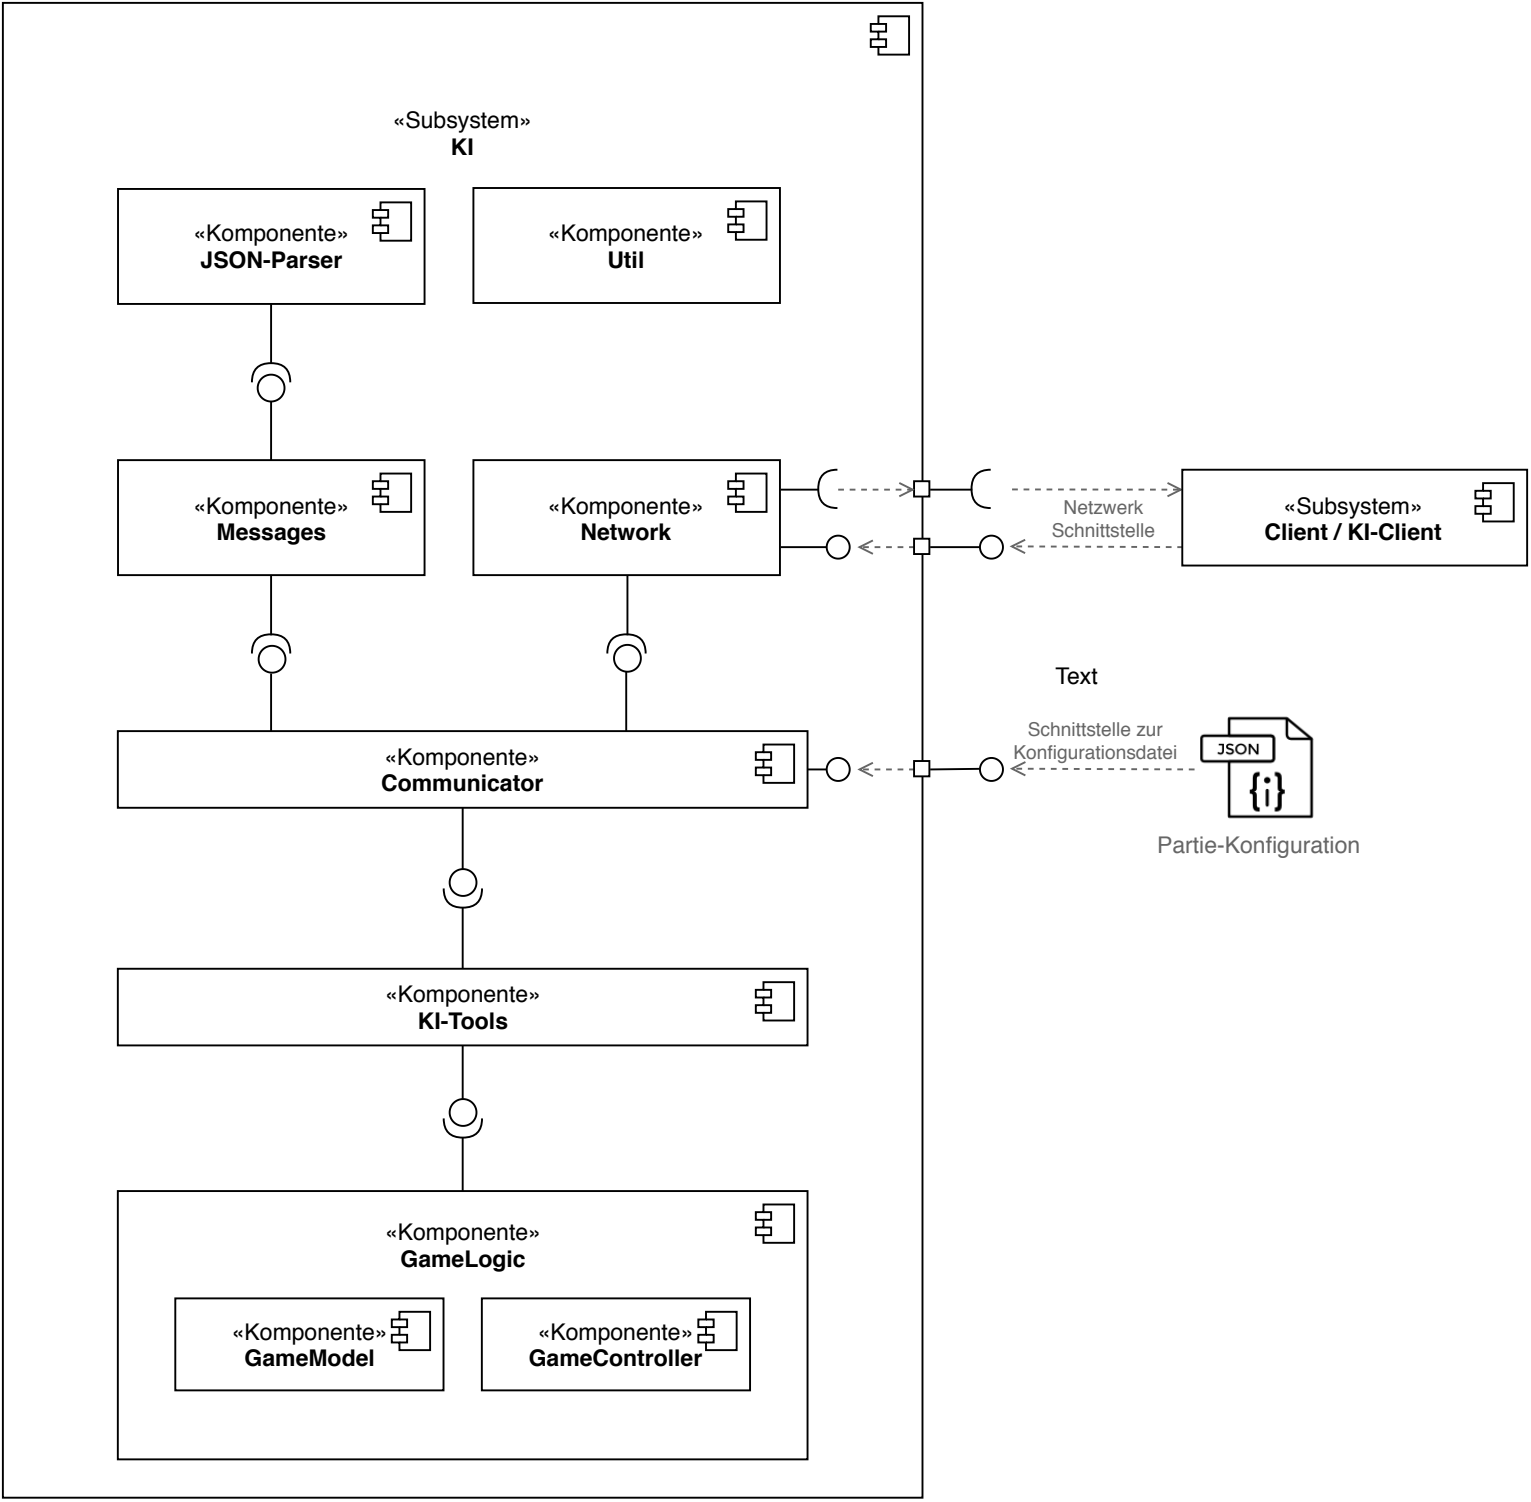 «Subsystem»
KI
«Komponente»
JSON-Parser
«Komponente»
Util
«Komponente»
Messages
«Komponente»
Network
Netzwerk
Schnittstelle
«Subsystem»
Client / KI-Client
Text
«Komponente»
Communicator
Schnittstelle zur
Konfigurationsdatei
JSON
{i}
Partie-Konfiguration
«Komponente»
KI-Tools
«Komponente»
GameLogic
«Komponente»
GameModel
«Komponente»
GameController